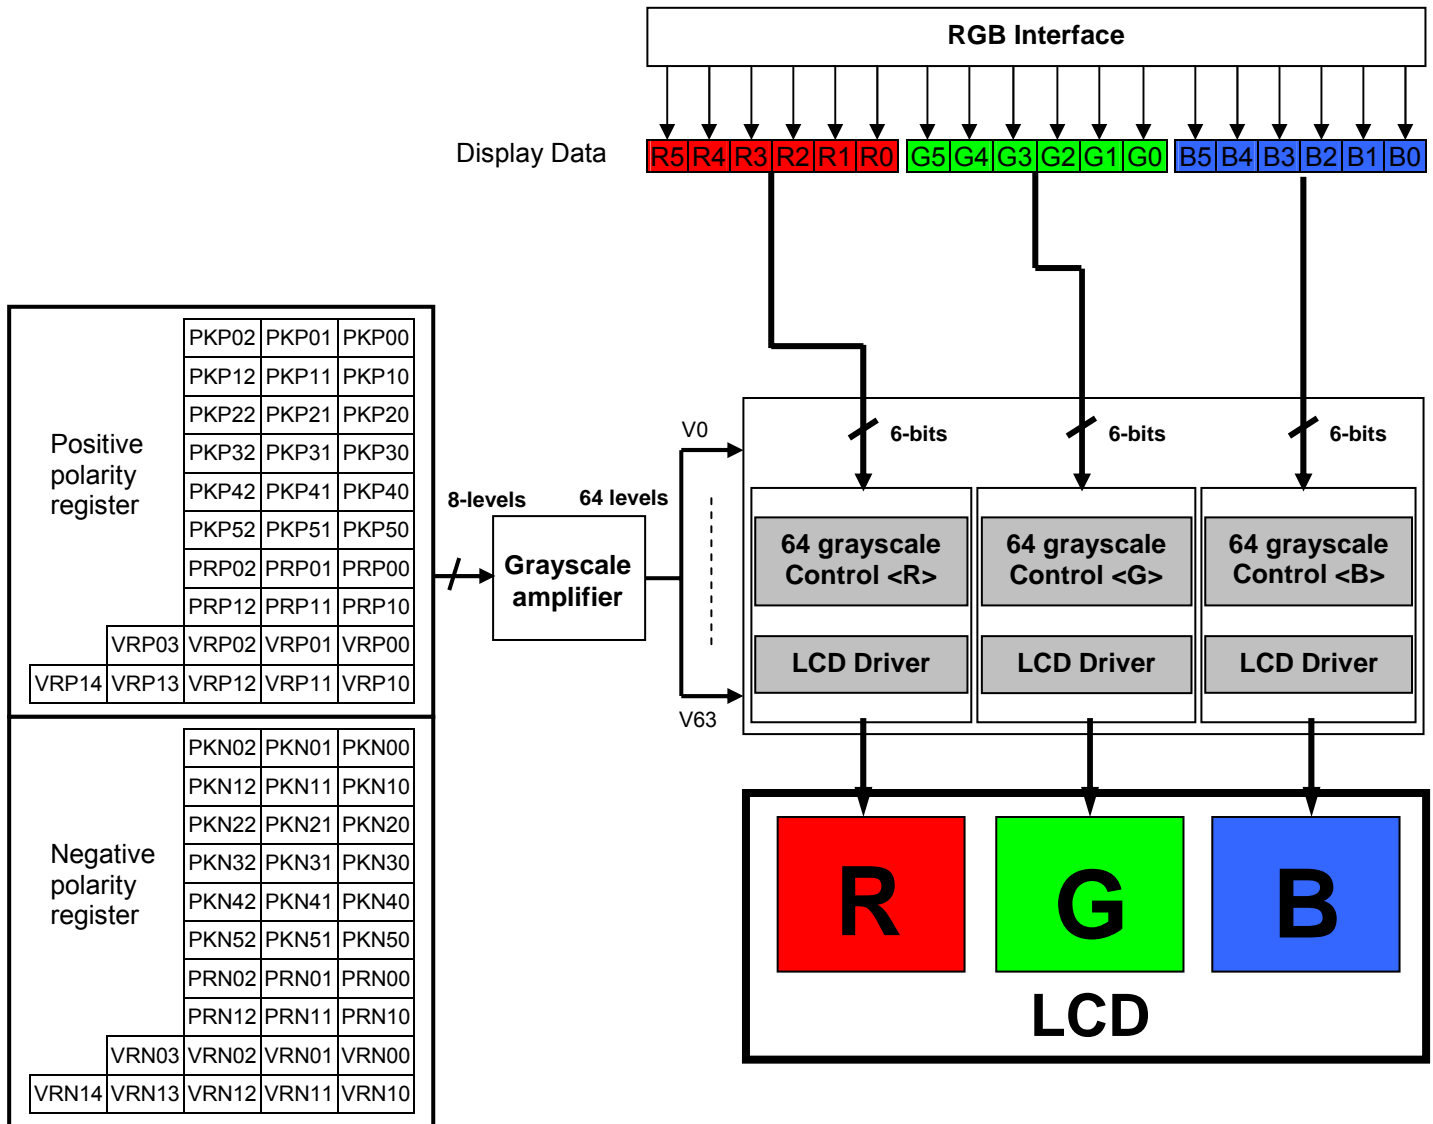 RGB Interface
Display Data
R5 R4 R3 R2 R1 R0 G5 G4 G3 G2 G1 G0 B5 B4 B3 B2 B1 B0
Positive
polarity
register
PKP02 PKP01 PKP00
PKP12 PKP11 PKP10
PKP22 PKP21 PKP20
PKP32 PKP31 PKP30
PKP42 PKP41 PKP40
PKP52 PKP51 PKP50
PRP02 PRP01 PRP00
PRP12 PRP11 PRP10
VRP03 VRP02 VRP01 VRP00
VRP14 VRP13 VRP12 VRP11 VRP10
Negative
polarity
register
PKN02 PKN01 PKN00
PKN12 PKN11 PKN10
PKN22 PKN21 PKN20
PKN32 PKN31 PKN30
PKN42 PKN41 PKN40
PKN52 PKN51 PKN50
PRN02 PRN01 PRN00
PRN12 PRN11 PRN10
VRN03 VRN02 VRN01 VRN00
VRN14 VRN13 VRN12 VRN11 VRN10
8-levels
Grayscale
amplifier
64 levels
V0
V63
6-bits
6-bits
6-bits
64 grayscale
Control <R>
LCD Driver
64 grayscale
Control <G>
LCD Driver
64 grayscale
Control <B>
LCD Driver
R
G
B
LCD